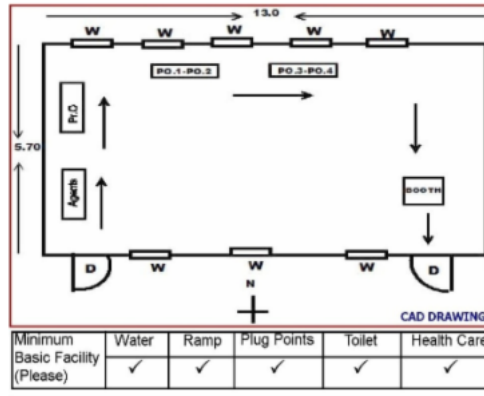 13.0
W W W W W
PO.1-PO.2 PO.3-PO.4
Pr.O
5.70
Agents
BOOTH
D W W W D
N
CAD DRAWING
Minimum Basic Facility (Please) Water Ramp Plug Points Toilet Health Care
✓ ✓ ✓ ✓ ✓